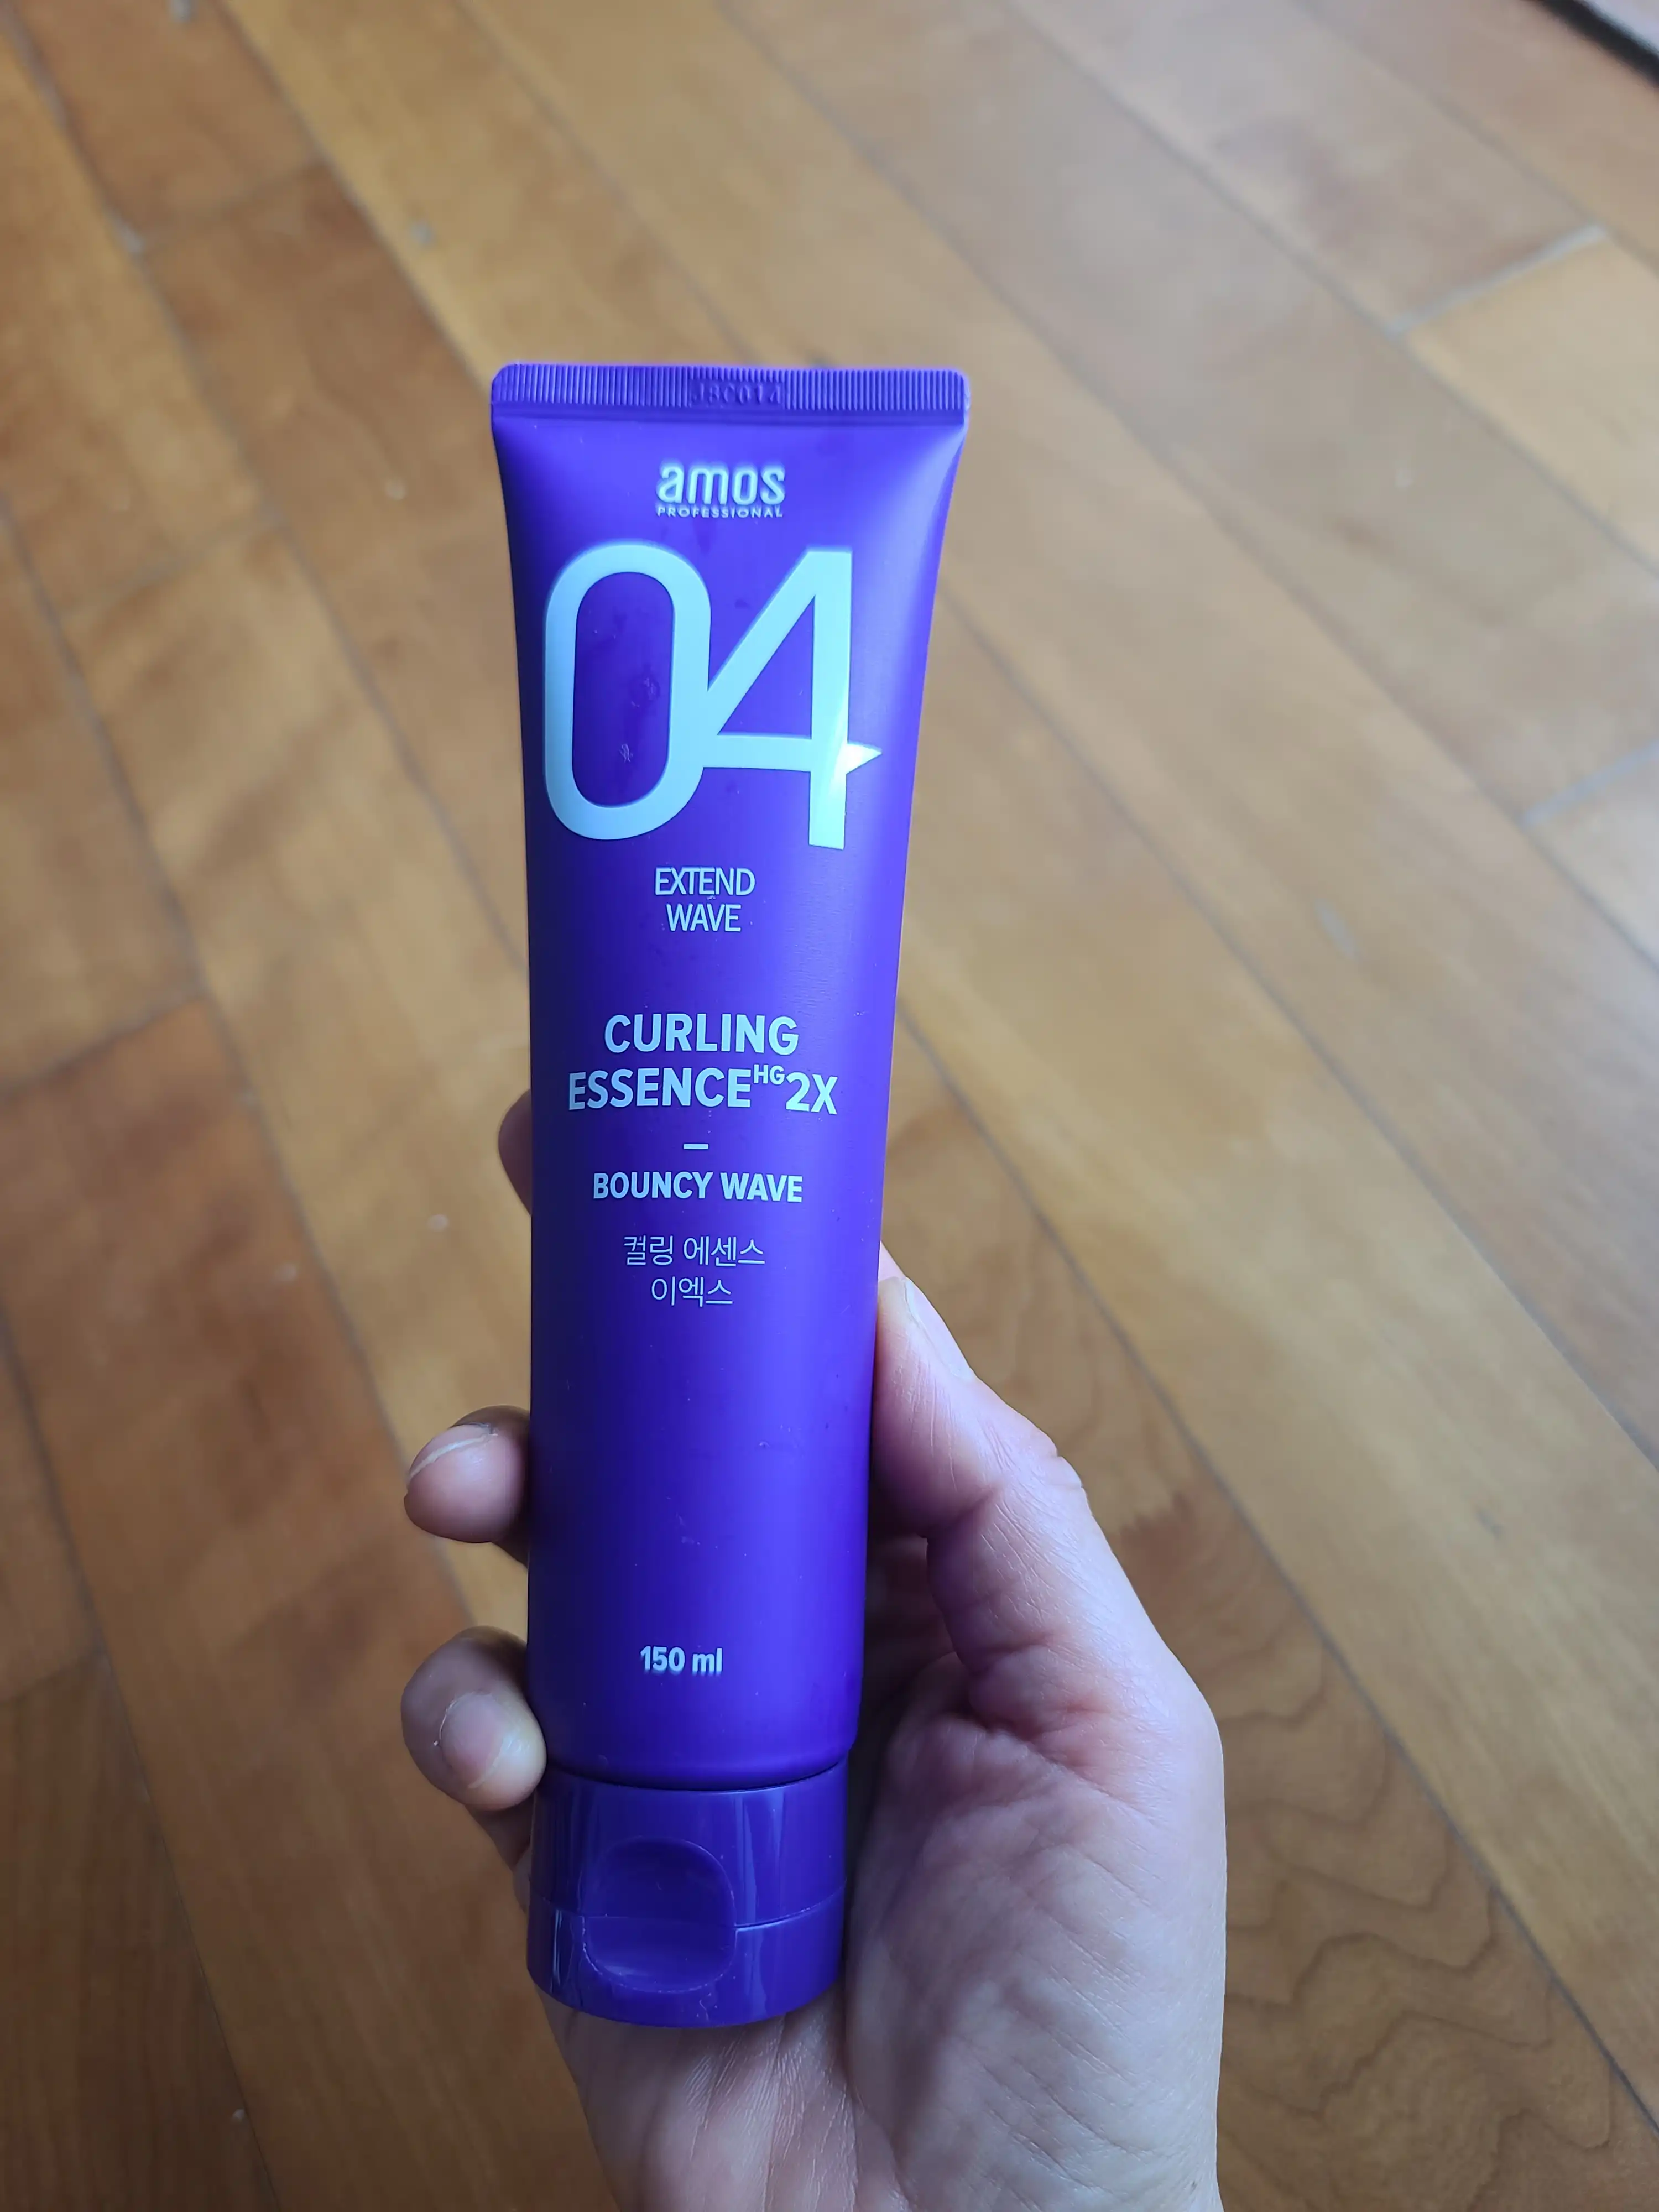 amos
PROFESSIONAL
04
EXTEND
WAVE
CURLING
ESSENCEᴴᴳ2X
BOUNCY WAVE
컬링 에센스
이엑스
150 ml